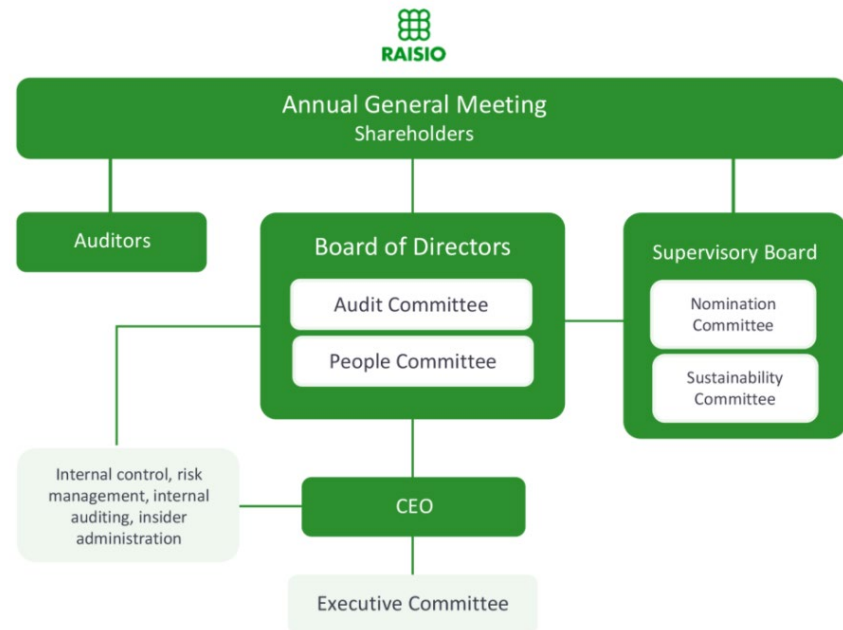 RAISIO
Annual General Meeting
Shareholders
Auditors
Board of Directors
Audit Committee
People Committee
Supervisory Board
Nomination
Committee
Sustainability
Committee
Internal control, risk
management, internal
auditing, insider
administration
CEO
Executive Committee